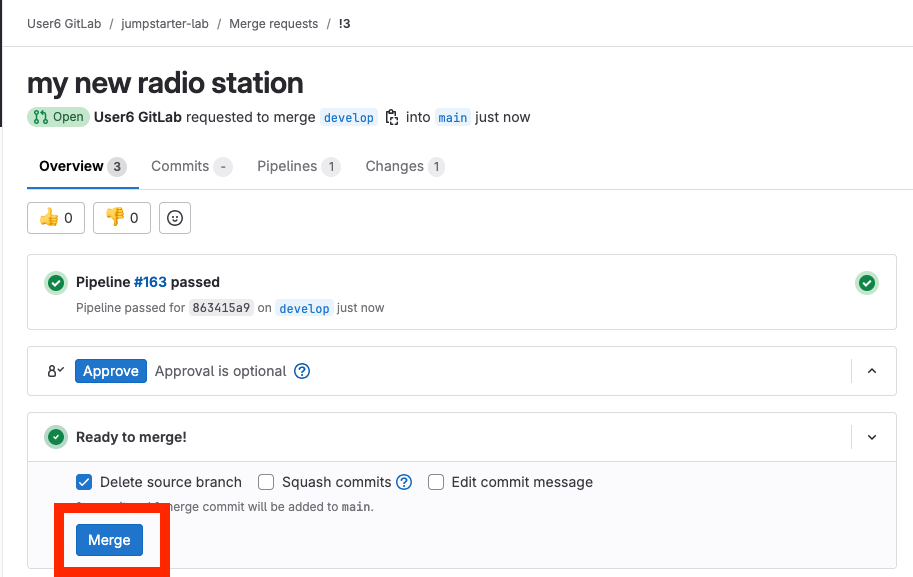 User6 GitLab / jumpstarter-lab / Merge requests / !3
my new radio station
Open User6 GitLab requested to merge develop into main just now
Overview 3 Commits - Pipelines 1 Changes 1
0 0
Pipeline #163 passed
Pipeline passed for 863415a9 on develop just now
Approve Approval is optional ?
Ready to merge!
Delete source branch Squash commits ? Edit commit message
merge commit will be added to main.
Merge